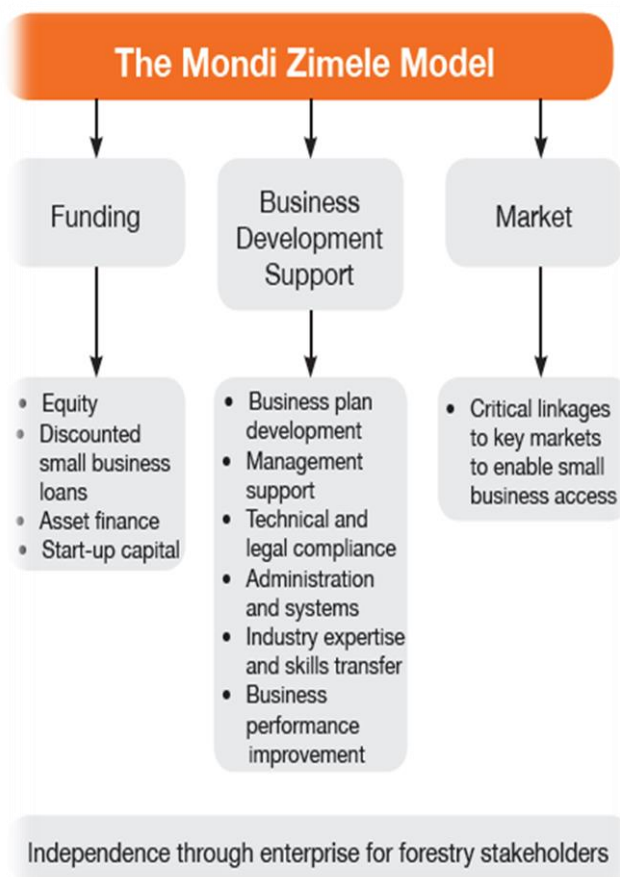 The Mondi Zimele Model
Funding
Business
Development
Support
Market
• Equity
• Discounted
small business
loans
• Asset finance
• Start-up capital
• Business plan
development
• Management
support
• Technical and
legal compliance
• Administration
and systems
• Industry expertise
and skills transfer
• Business
performance
improvement
• Critical linkages
to key markets
to enable small
business access
Independence through enterprise for forestry stakeholders